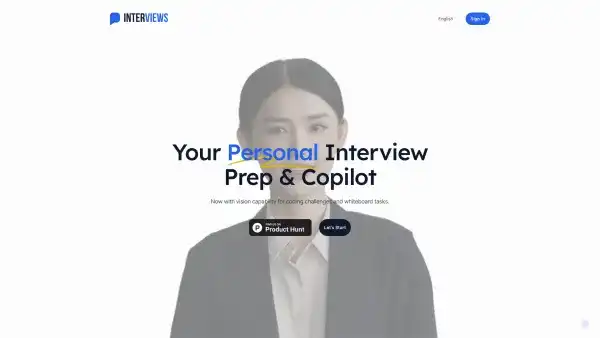 INTERVIEWS
English
Sign In
Your Personal Interview
Prep & Copilot
Now with vision capability for coding challenges and whiteboard tasks.
Product Hunt
Let's Start